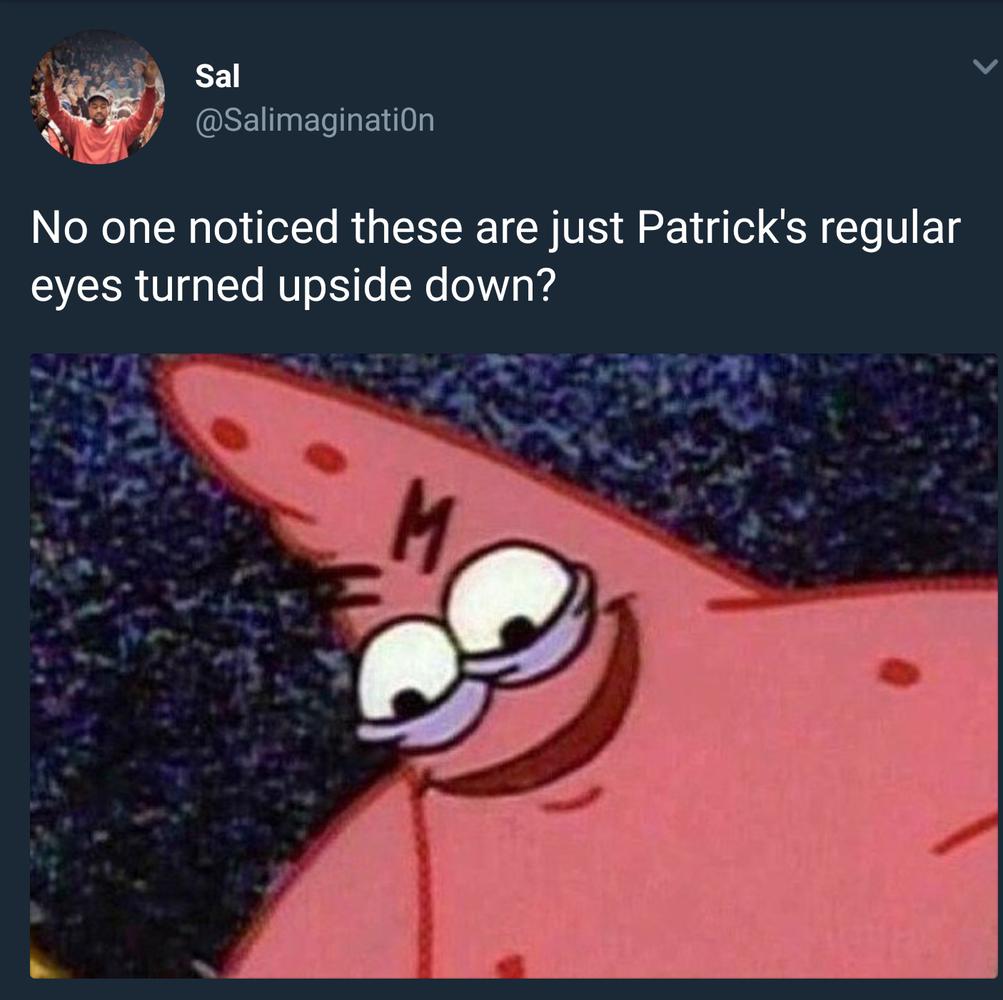 Sal
@Salimaginati0n
No one noticed these are just Patrick's regular
eyes turned upside down?